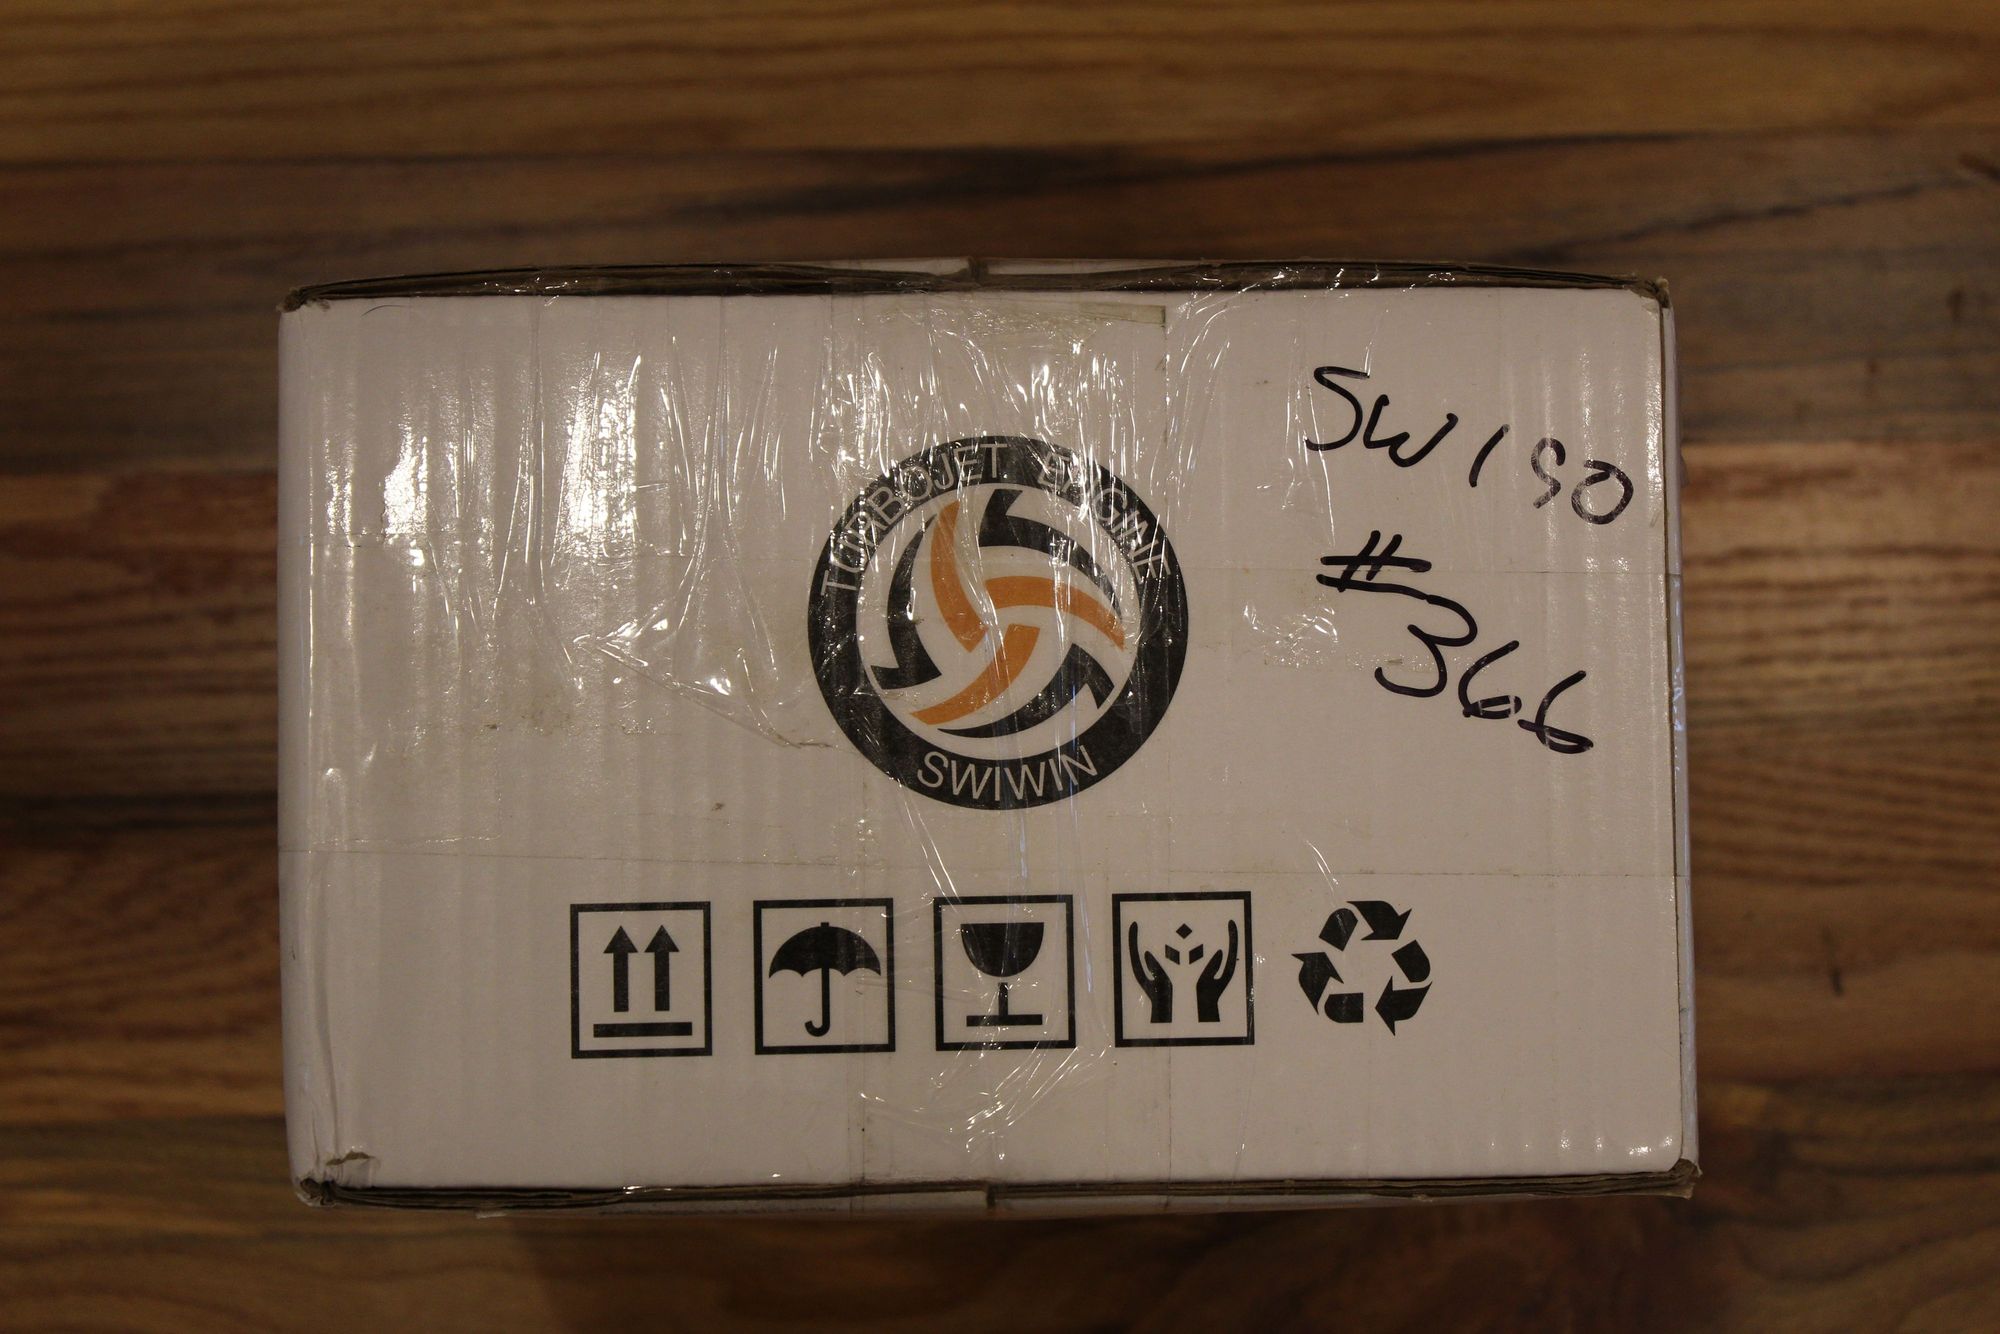 SW190
#366
TURBOJET ENGINE
SWIWIN